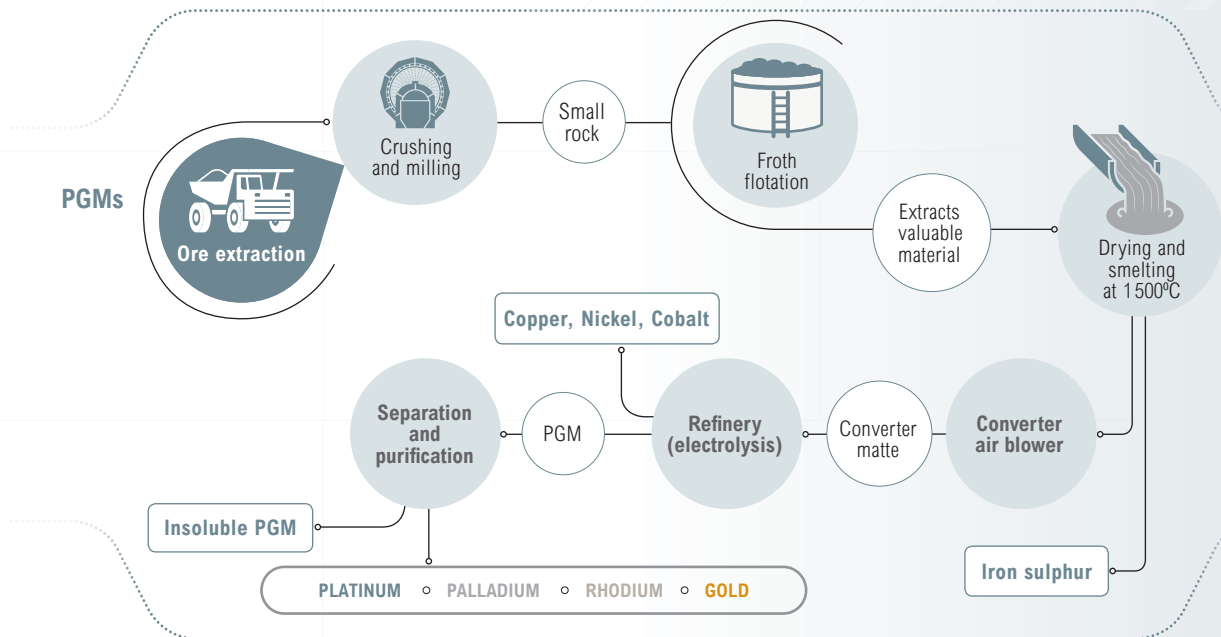 PGMs
Ore extraction
Crushing
and milling
Small
rock
Froth
flotation
Extracts
valuable
material
Drying and
smelting
at 1 500ºC
Copper, Nickel, Cobalt
Separation
and
purification
PGM
Refinery
(electrolysis)
Converter
matte
Converter
air blower
Insoluble PGM
Iron sulphur
PLATINUM PALLADIUM RHODIUM GOLD